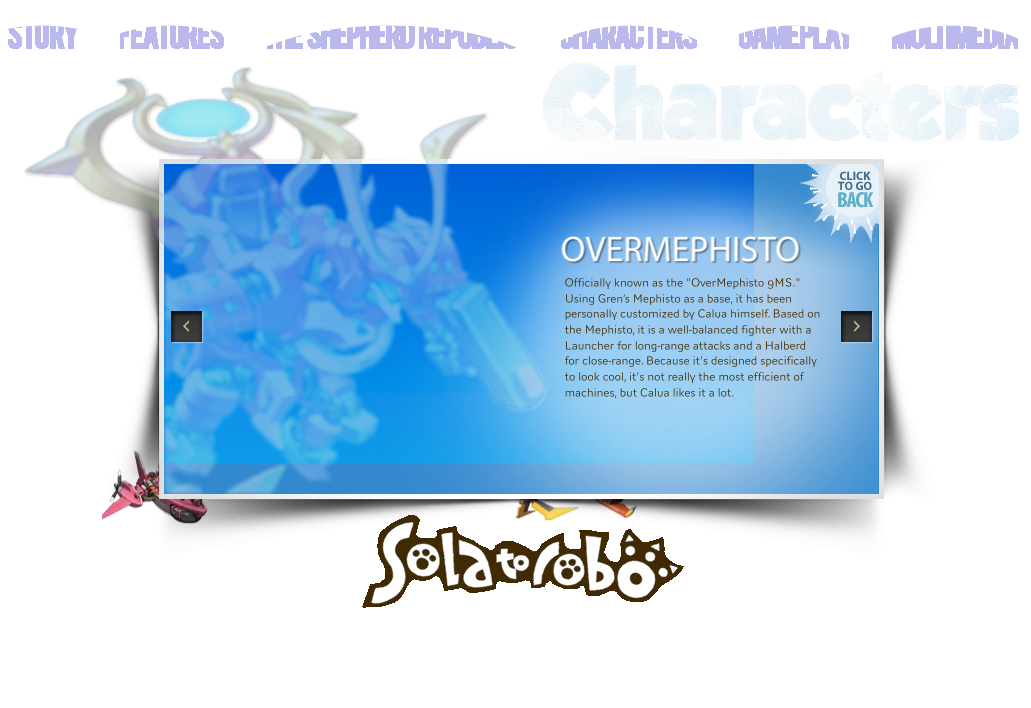 STORY FEATURES THE SHEPHERD REPUBLIC CHARACTERS GAMEPLAY MULTIMEDIA
Characters
CLICK
TO GO
BACK
OVERMEPHISTO
Officially known as the "OverMephisto 9MS."
Using Gren's Mephisto as a base, it has been
personally customized by Calua himself. Based on
the Mephisto, it is a well-balanced fighter with a
Launcher for long-range attacks and a Halberd
for close-range. Because it's designed specifically
to look cool, it's not really the most efficient of
machines, but Calua likes it a lot.
Solatorobo